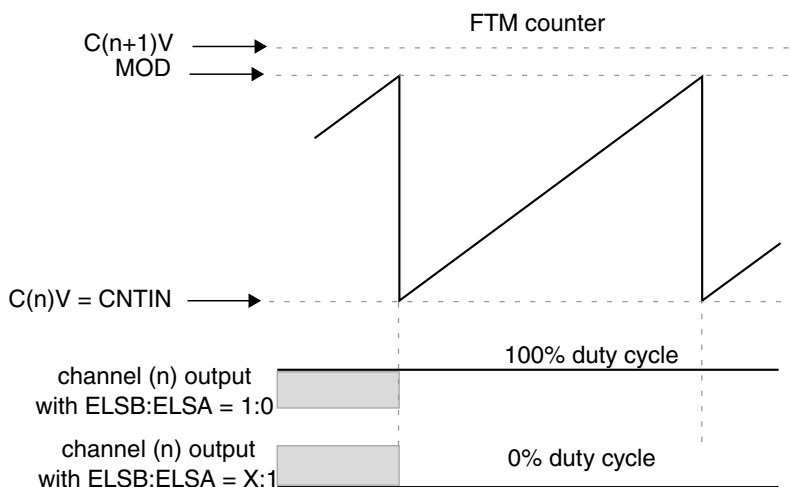 FTM counter
C(n+1)V
MOD
C(n)V = CNTIN
100% duty cycle
channel (n) output
with ELSB:ELSA = 1:0
channel (n) output
with ELSB:ELSA = X:1
0% duty cycle